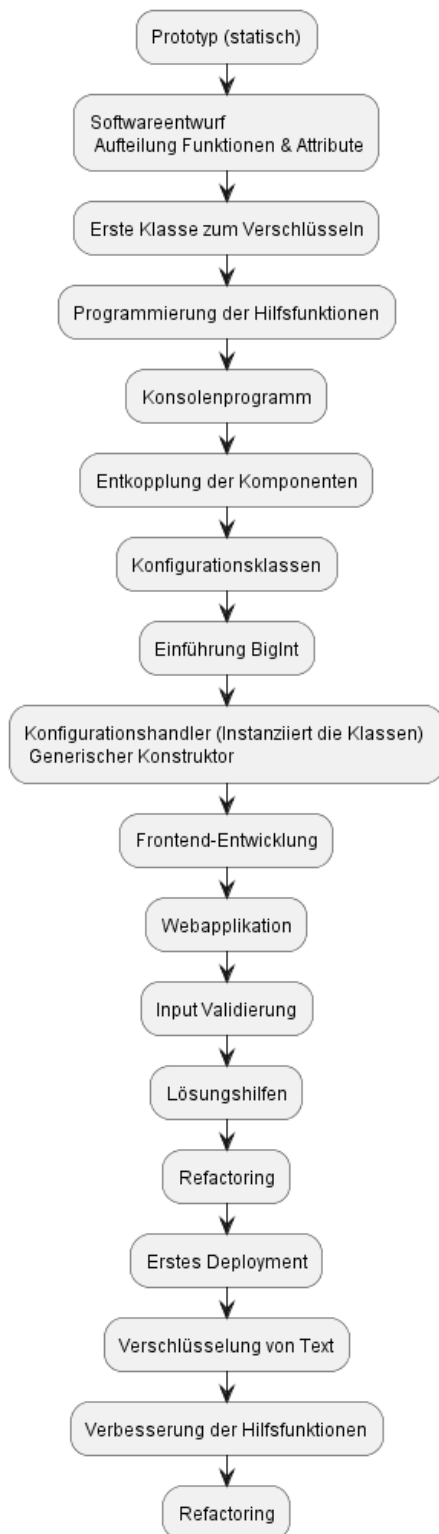 Prototyp (statisch)
Softwareentwurf
Aufteilung Funktionen & Attribute
Erste Klasse zum Verschlüseln
Programmierung der Hilfsfunktionen
Konsolenprogramm
Entkopplung der Komponenten
Konfigurationsklassen
Einführung BigInt
Konfigurationshandler (Instanziiert die Klassen)
Generischer Konstruktor
Frontend-Entwicklung
Webapplikation
Input Validierung
Lösungshilfen
Refactoring
Erstes Deployment
Verschlüsselung von Text
Verbesserung der Hilfsfunktionen
Refactoring